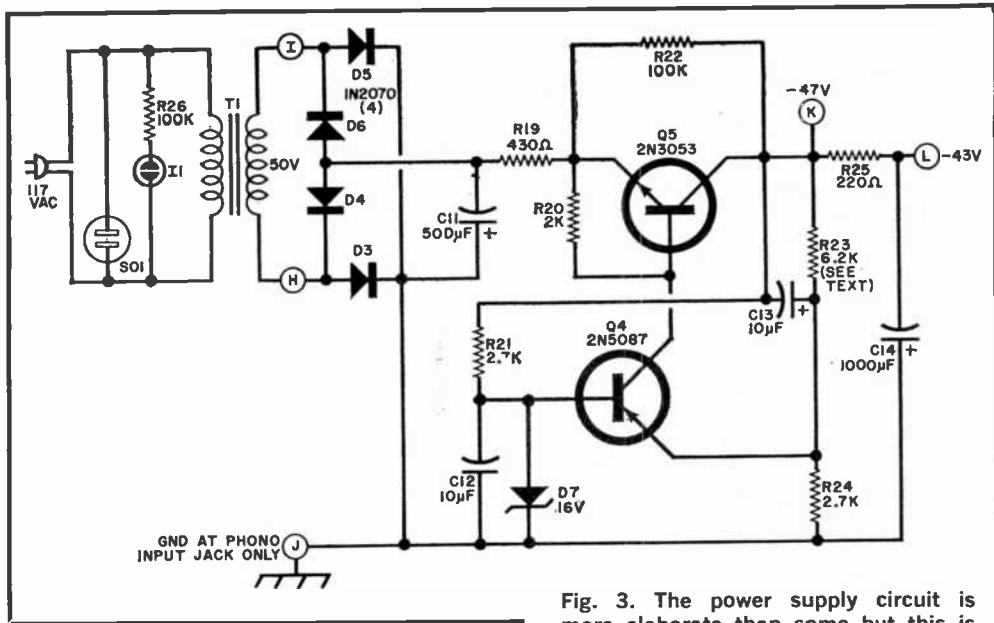 R26
100K
I1
117
VAC
SO1
T1
50V
I
H
D5
1N2070
(4)
D6
D4
D3
C11
500µF
+
R19
430Ω
R20
2K
R22
100K
Q5
2N3053
-47V
K
R25
220Ω
L
-43V
R23
6.2K
(SEE
TEXT)
C13
10µF
+
C14
1000µF
+
R21
2.7K
Q4
2N5087
C12
10µF
D7
16V
R24
2.7K
GND AT PHONO
INPUT JACK ONLY
J
Fig. 3. The power supply circuit is
more elaborate than some but this is